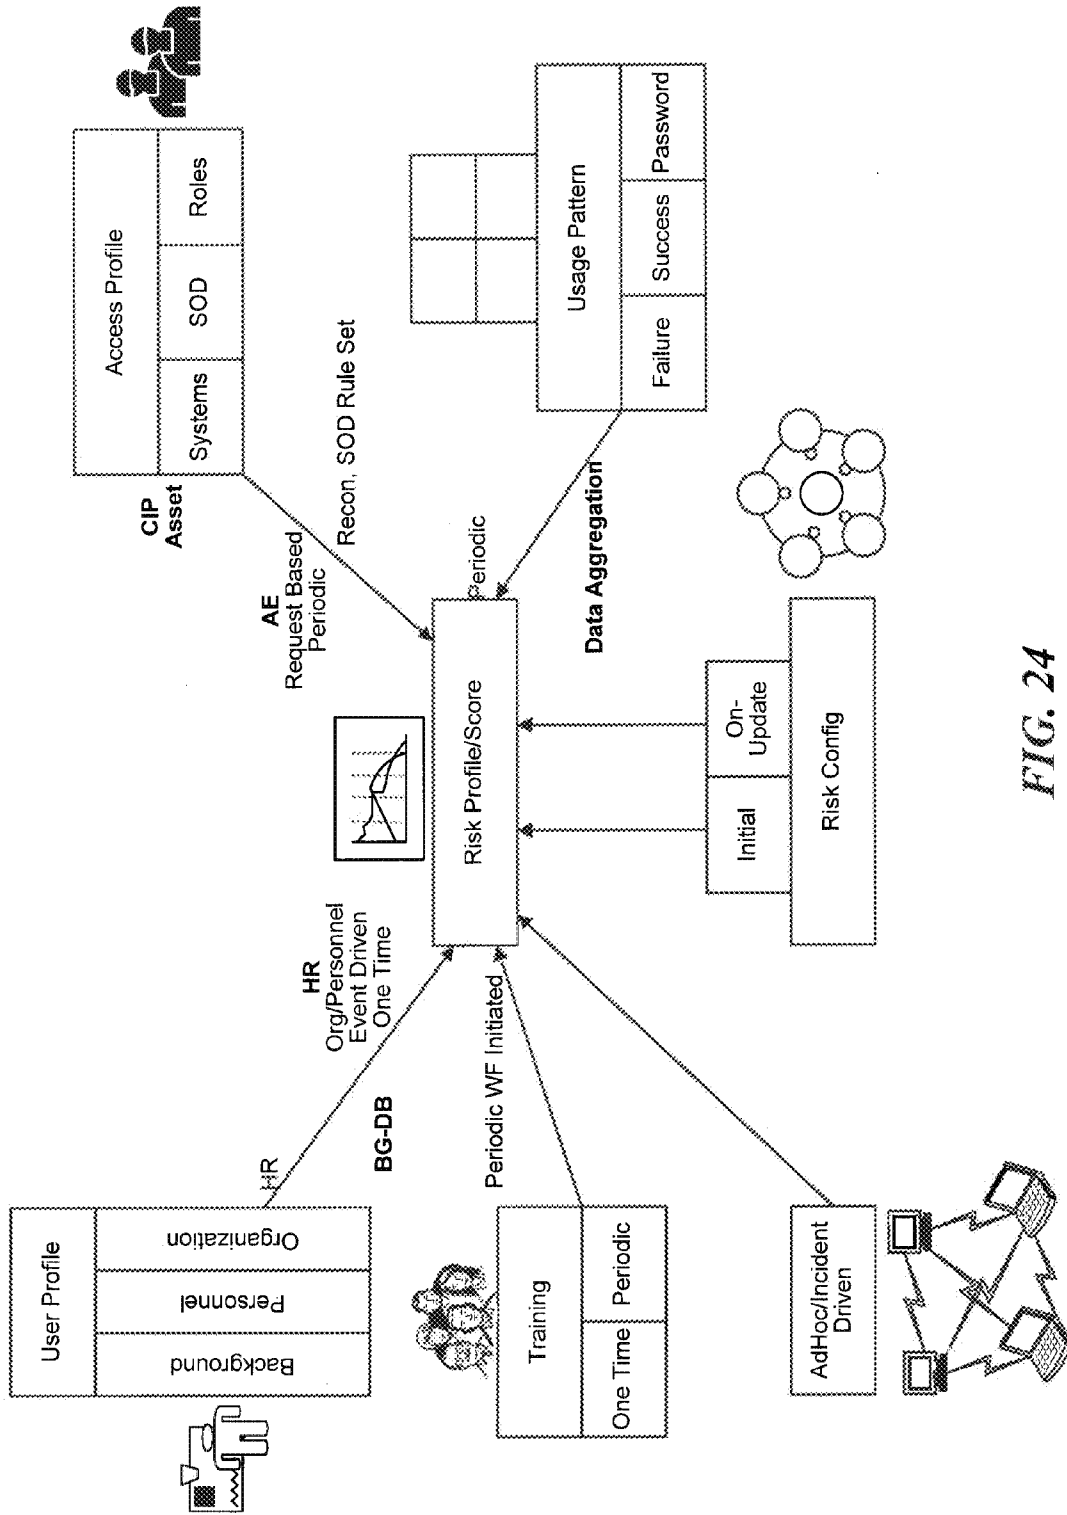 User Profile
Background
Personnel
Organization
HR
BG-DB
HR
Org/Personnel
Event Driven
One Time
Access Profile
Systems
SOD
Roles
CIP
Asset
AE
Request Based
Periodic
Recon, SOD Rule Set
Training
One Time
Periodic
Periodic WF Initiated
Risk Profile/Score
Periodic
Usage Pattern
Failure
Success
Password
Data Aggregation
AdHoc/Incident
Driven
Initial
On-
Update
Risk Config
FIG. 24